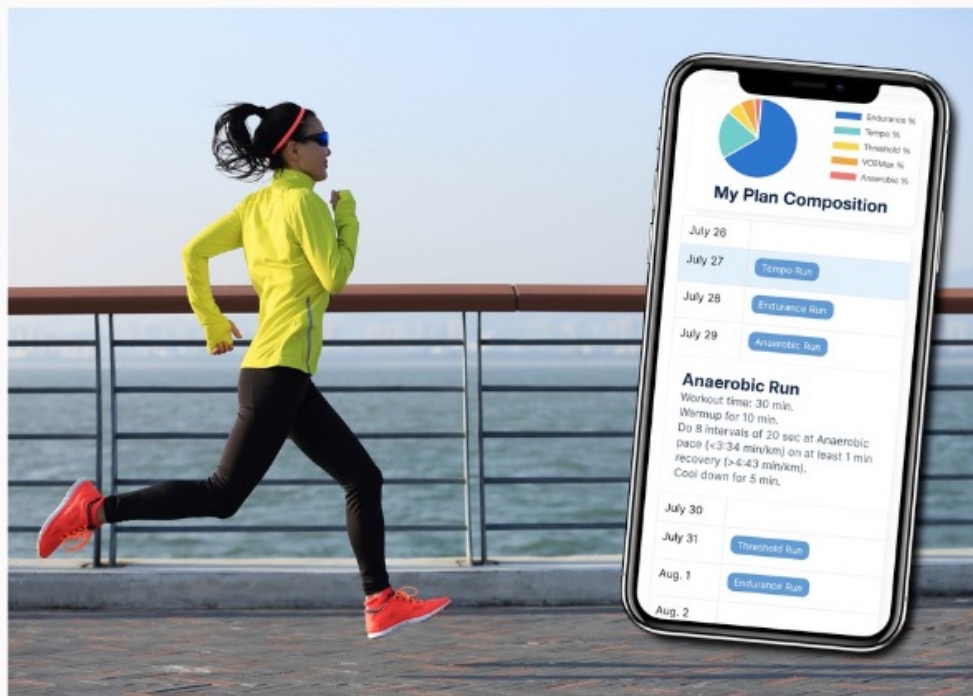 Endurance %
Tempo %
Threshold %
VO2Max %
Anaerobic %
My Plan Composition
July 26
July 27 Tempo Run
July 28 Endurance Run
July 29 Anaerobic Run
Anaerobic Run
Workout time: 30 min.
Warmup for 10 min.
Do 8 intervals of 20 sec at Anaerobic
pace (<3:34 min/km) on at least 1 min
recovery (>4:43 min/km).
Cool down for 5 min.
July 30
July 31 Threshold Run
Aug. 1 Endurance Run
Aug. 2